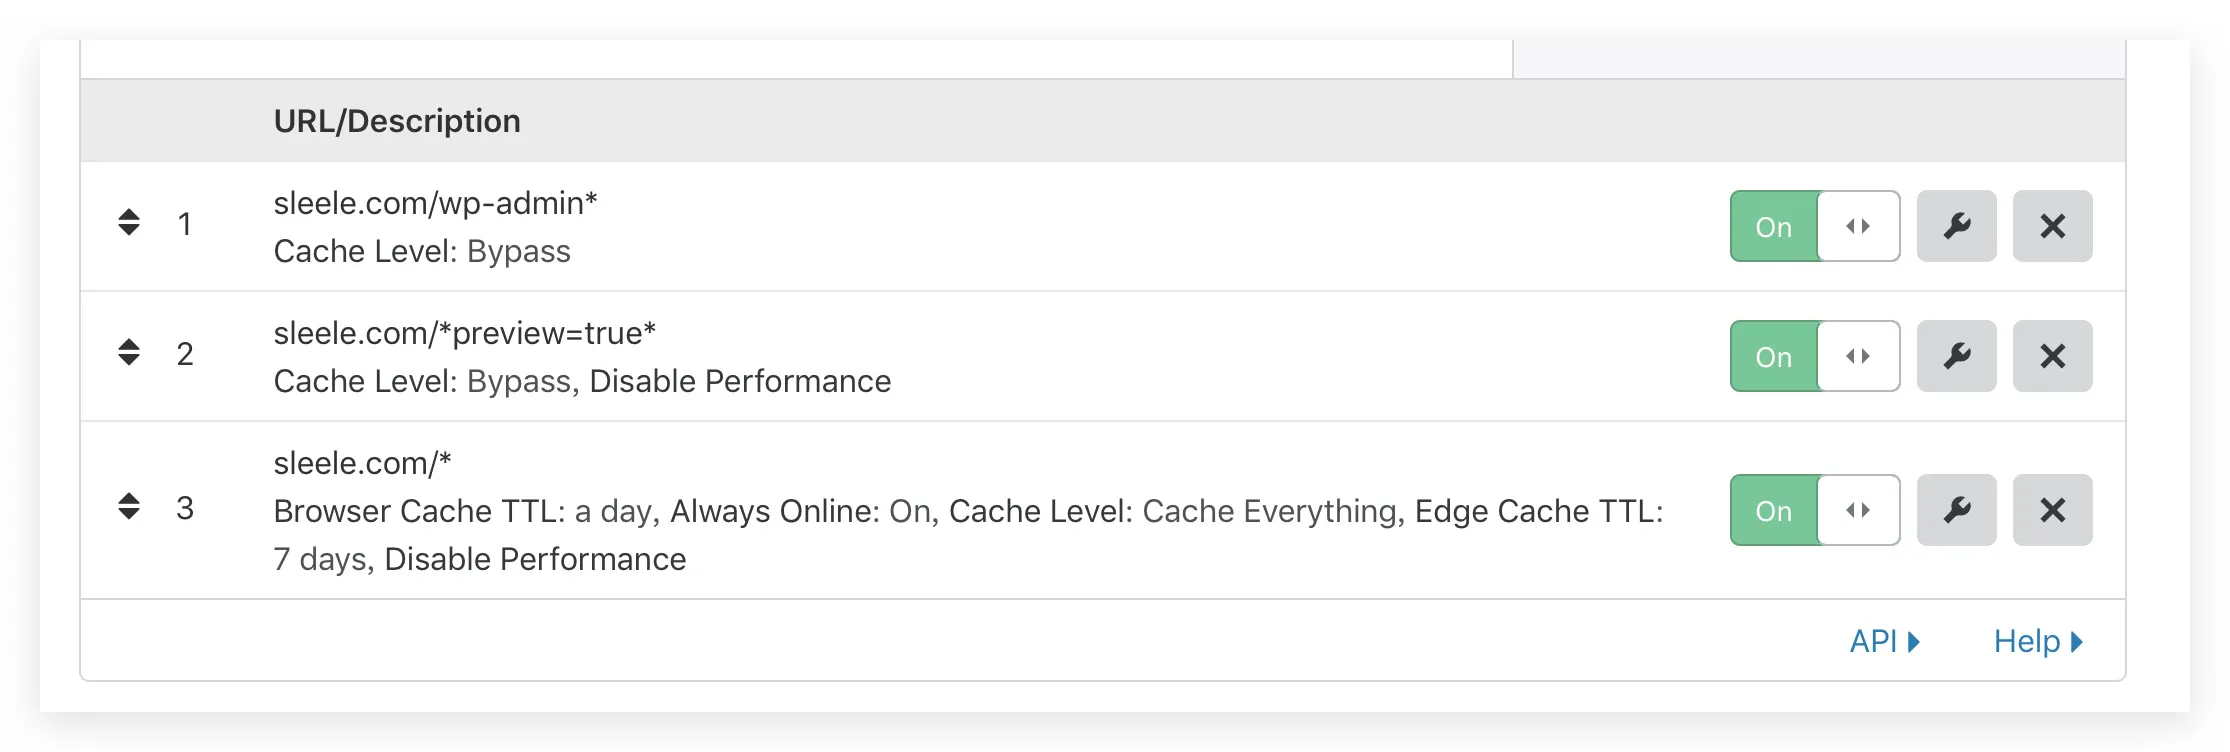 URL/Description
1
sleele.com/wp-admin*
Cache Level: Bypass
On
2
sleele.com/*preview=true*
Cache Level: Bypass, Disable Performance
On
3
sleele.com/*
Browser Cache TTL: a day, Always Online: On, Cache Level: Cache Everything, Edge Cache TTL:
7 days, Disable Performance
On
API
Help